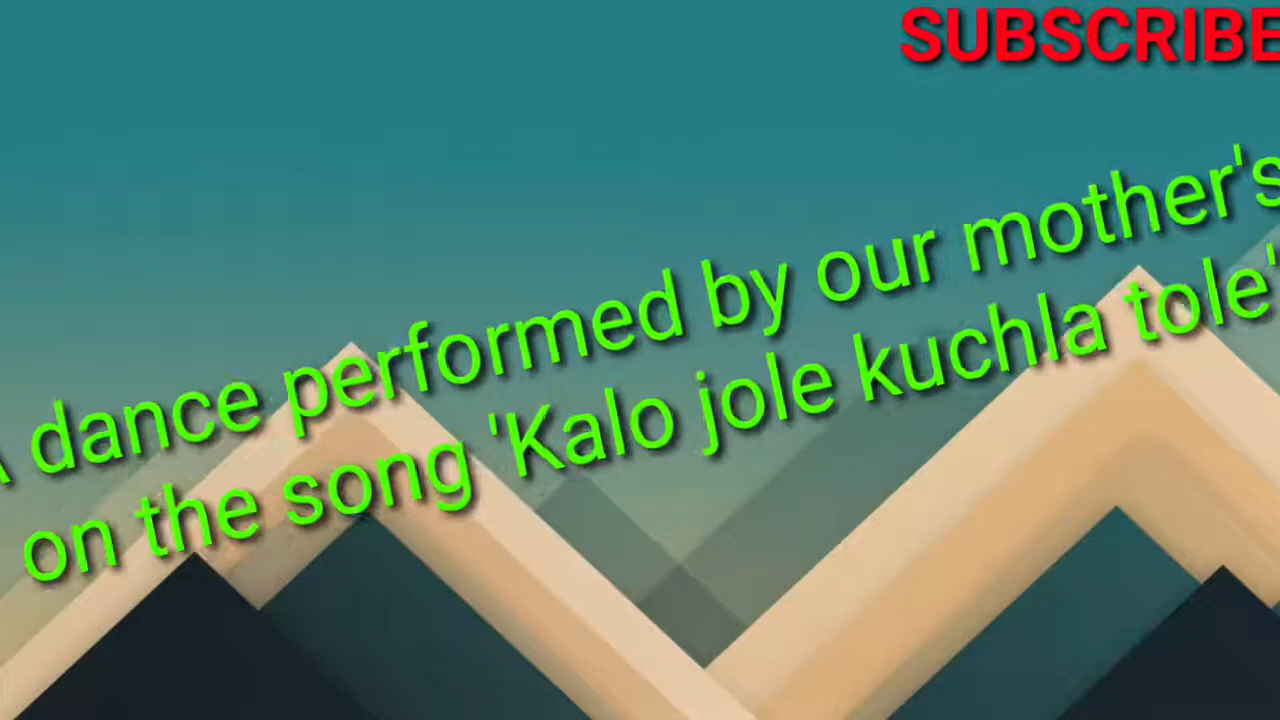 SUBSCRIBE
A dance performed by our mother's
on the song 'Kalo jole kuchla tole'